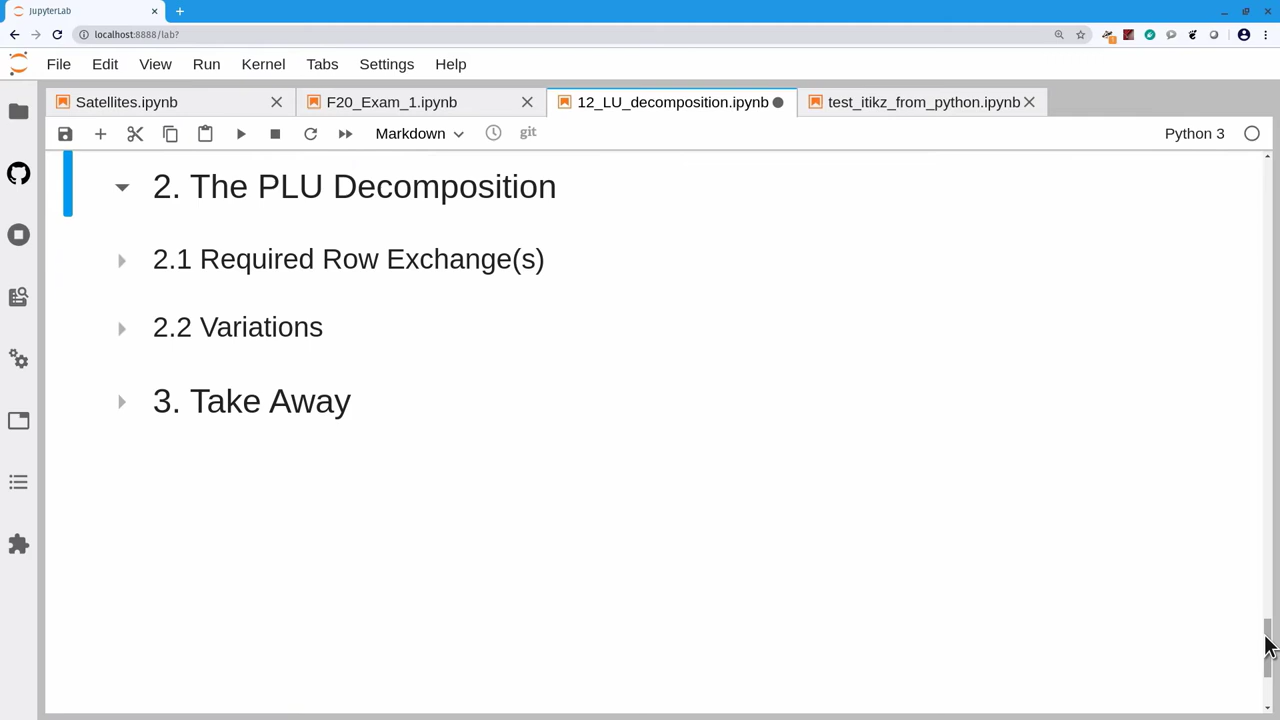 JupyterLab
localhost:8888/lab?
File Edit View Run Kernel Tabs Settings Help
Satellites.ipynb F20_Exam_1.ipynb 12_LU_decomposition.ipynb test_itikz_from_python.ipynb
Markdown git Python 3
2. The PLU Decomposition
2.1 Required Row Exchange(s)
2.2 Variations
3. Take Away